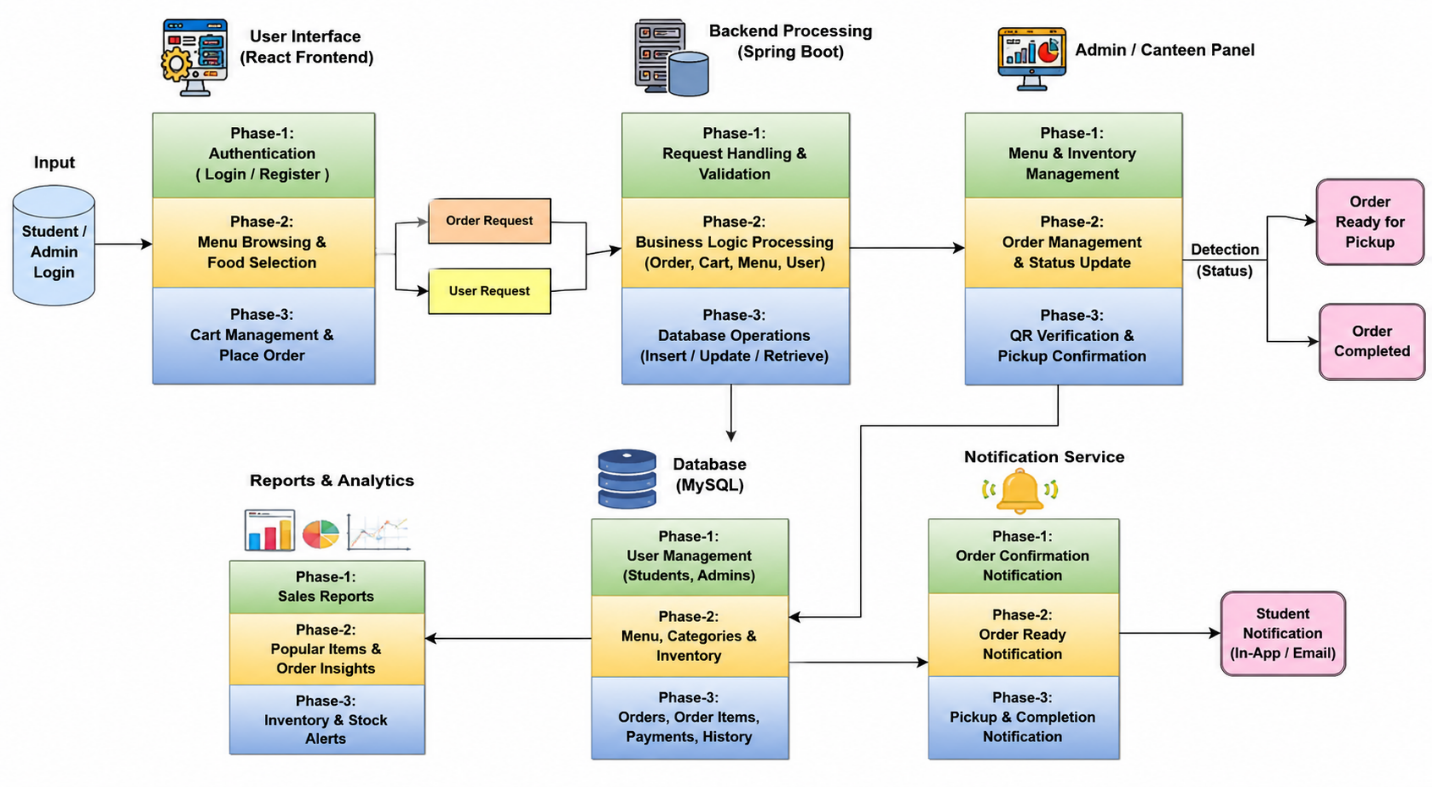 User Interface
(React Frontend)
Backend Processing
(Spring Boot)
Admin / Canteen Panel
Input
Student /
Admin
Login
Phase-1:
Authentication
( Login / Register )
Phase-2:
Menu Browsing &
Food Selection
Phase-3:
Cart Management &
Place Order
Order Request
User Request
Phase-1:
Request Handling &
Validation
Phase-2:
Business Logic Processing
(Order, Cart, Menu, User)
Phase-3:
Database Operations
(Insert / Update / Retrieve)
Phase-1:
Menu & Inventory
Management
Phase-2:
Order Management
& Status Update
Phase-3:
QR Verification &
Pickup Confirmation
Detection
(Status)
Order
Ready for
Pickup
Order
Completed
Reports & Analytics
Phase-1:
Sales Reports
Phase-2:
Popular Items &
Order Insights
Phase-3:
Inventory & Stock
Alerts
Database
(MySQL)
Phase-1:
User Management
(Students, Admins)
Phase-2:
Menu, Categories &
Inventory
Phase-3:
Orders, Order Items,
Payments, History
Notification Service
Phase-1:
Order Confirmation
Notification
Phase-2:
Order Ready
Notification
Phase-3:
Pickup & Completion
Notification
Student
Notification
(In-App / Email)